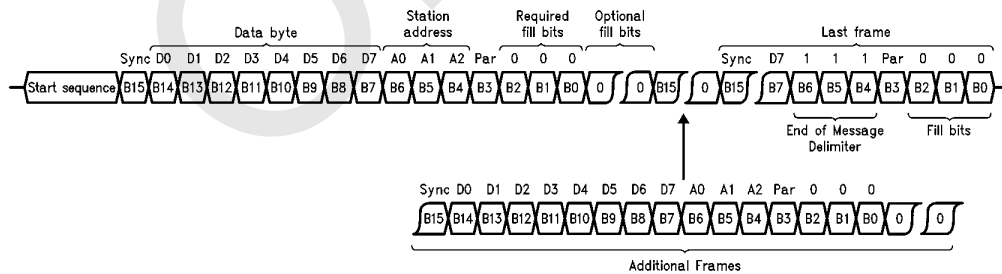 Station address
Required fill bits
Optional fill bits
Data byte
Last frame
Sync D0 D1 D2 D3 D4 D5 D6 D7 A0 A1 A2 Par 0 0 0
Sync D7 1 1 1 Par 0 0 0
Start sequence B15 B14 B13 B12 B11 B10 B9 B8 B7 B6 B5 B4 B3 B2 B1 B0 0 0 B15 0 B15 B7 B6 B5 B4 B3 B2 B1 B0
End of Message Delimiter
Fill bits
Sync D0 D1 D2 D3 D4 D5 D6 D7 A0 A1 A2 Par 0 0 0
B15 B14 B13 B12 B11 B10 B9 B8 B7 B6 B5 B4 B3 B2 B1 B0 0 0
Additional Frames